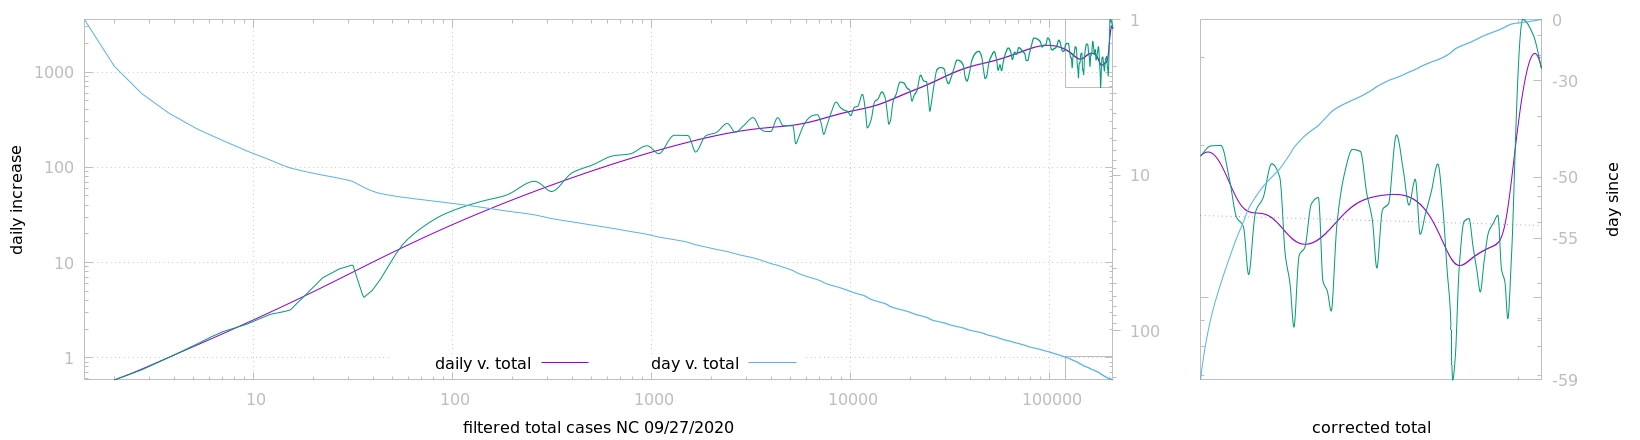 daily increase
1000
100
10
1
daily v. total
day v. total
10
100
1000
10000
100000
filtered total cases NC 09/27/2020
1
10
100
0
-30
-50
-55
-59
day since
corrected total